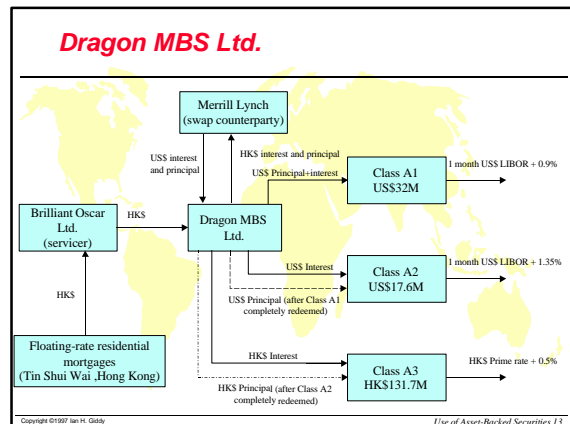 Dragon MBS Ltd.
Merrill Lynch
(swap counterparty)
US$ interest
and principal
HK$ interest and principal
US$ Principal+interest
Class A1
US$32M
1 month US$ LIBOR + 0.9%
Brilliant Oscar
Ltd.
(servicer)
HK$
Dragon MBS
Ltd.
US$ Interest
Class A2
US$17.6M
1 month US$ LIBOR + 1.35%
US$ Principal (after Class A1
completely redeemed)
HK$
Floating-rate residential
mortgages
(Tin Shui Wai ,Hong Kong)
HK$ Interest
Class A3
HK$131.7M
HK$ Prime rate + 0.5%
HK$ Principal (after Class A2
completely redeemed)
Copyright ©1997 Ian H. Giddy
Use of Asset-Backed Securities 13